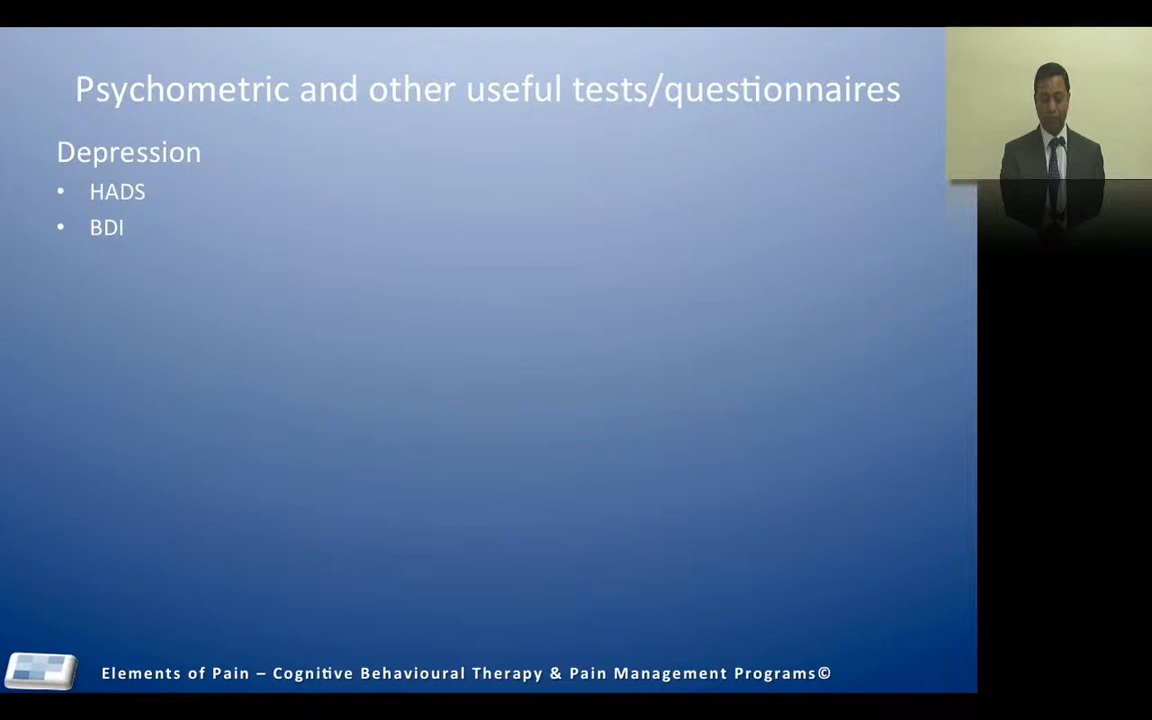 Psychometric and other useful tests/questionnaires
Depression
• HADS
• BDI
Elements of Pain – Cognitive Behavioural Therapy & Pain Management Programs©